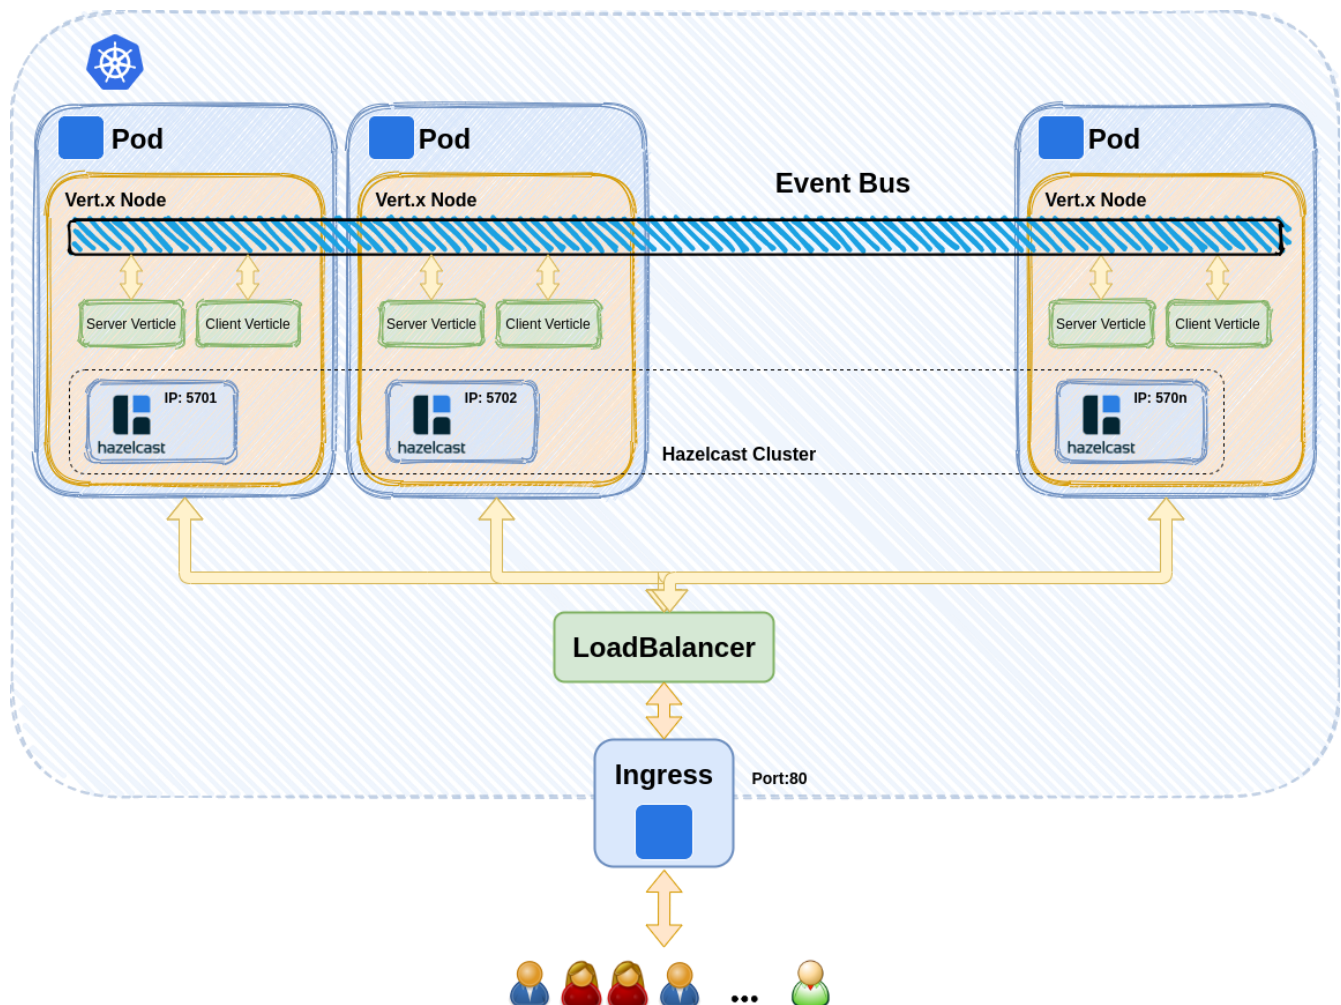 Pod
Pod
Pod
Event Bus
Vert.x Node
Vert.x Node
Vert.x Node
Server Verticle
Client Verticle
Server Verticle
Client Verticle
Server Verticle
Client Verticle
IP: 5701
hazelcast
IP: 5702
hazelcast
IP: 570n
hazelcast
Hazelcast Cluster
LoadBalancer
Ingress
Port:80
...